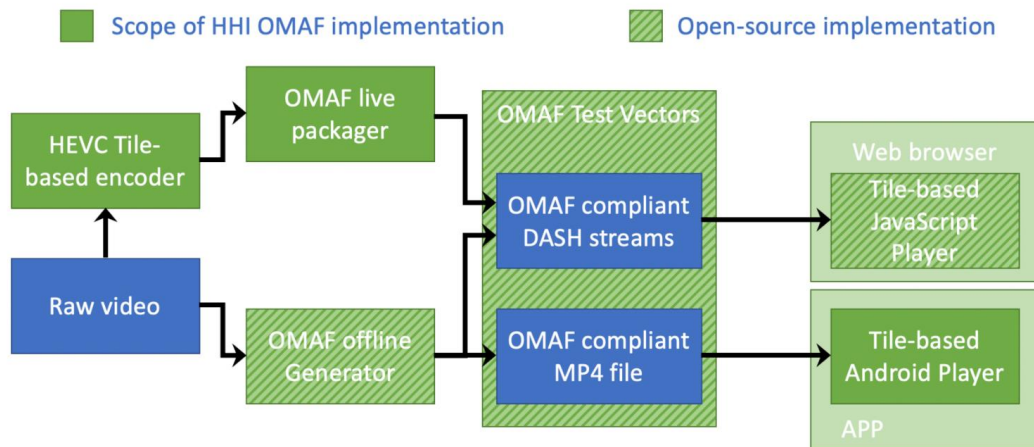 Scope of HHI OMAF implementation
Open-source implementation
HEVC Tile-
based encoder
OMAF live
packager
OMAF Test Vectors
Web browser
Tile-based
JavaScript
Player
OMAF compliant
DASH streams
Raw video
OMAF offline
Generator
OMAF compliant
MP4 file
Tile-based
Android Player
APP